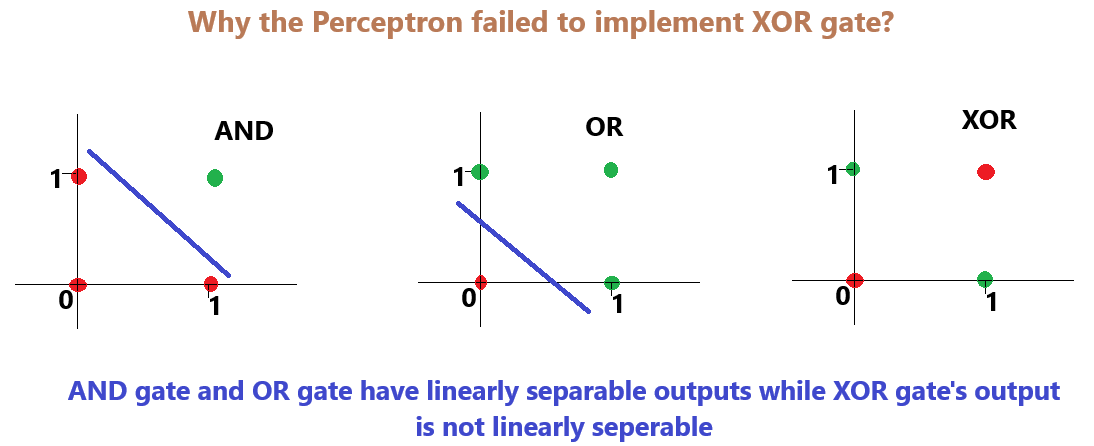 Why the Perceptron failed to implement XOR gate?
AND
1
0
1
OR
1
0
1
XOR
1
0
1
AND gate and OR gate have linearly separable outputs while XOR gate's output
is not linearly seperable